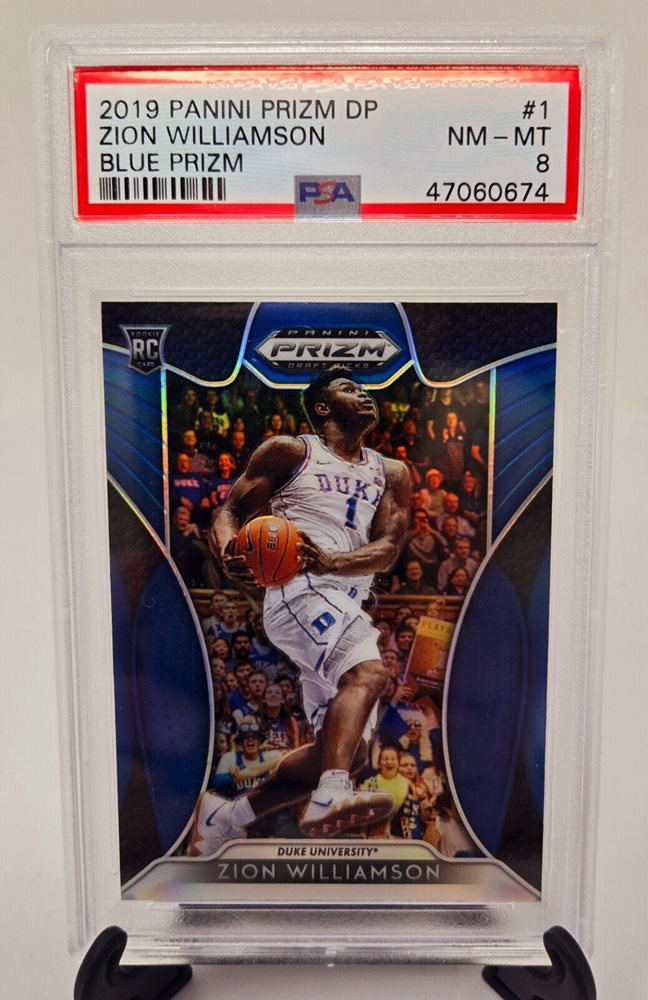 2019 PANINI PRIZM DP #1
ZION WILLIAMSON NM - MT
BLUE PRIZM 8
PSA 47060674
ROOKIE
RC
CARD
PANINI
PRIZM
DRAFT PICKS
DUKE
1
D
DUKE UNIVERSITY®
ZION WILLIAMSON